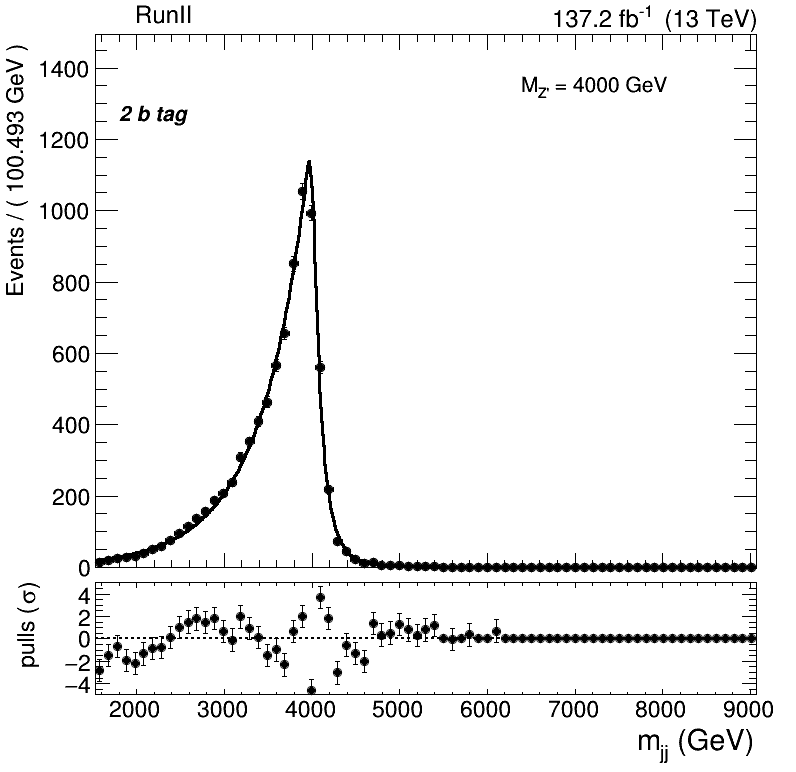 RunII
137.2 fb⁻¹ (13 TeV)
Events / ( 100.493 GeV )
1400
1200
1000
800
600
400
200
0
2 b tag
M_Z' = 4000 GeV
pulls (σ)
4
2
0
−2
−4
2000 3000 4000 5000 6000 7000 8000 9000
m_jj (GeV)